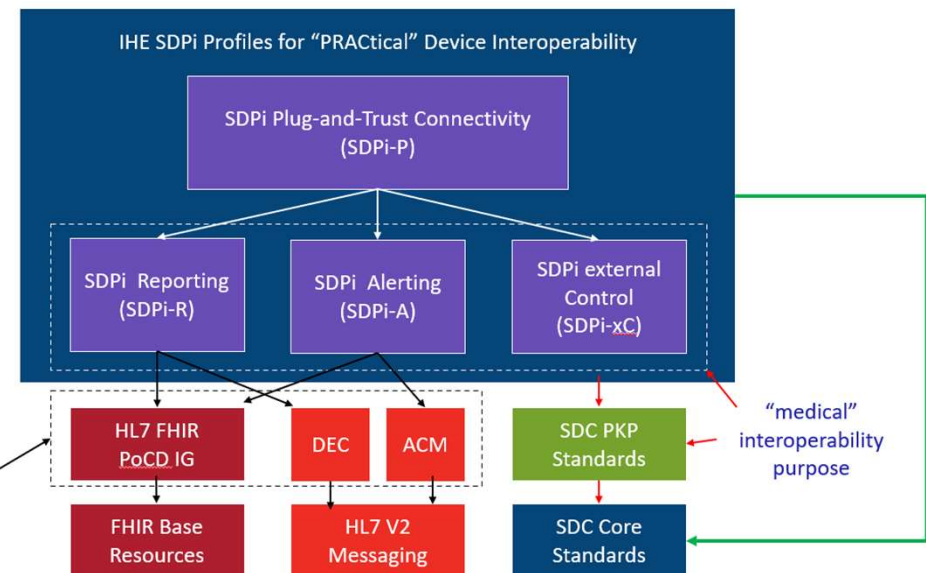 IHE SDPi Profiles for “PRACtical” Device Interoperability
SDPi Plug-and-Trust Connectivity
(SDPi-P)
SDPi Reporting
(SDPi-R)
SDPi Alerting
(SDPi-A)
SDPi external
Control
(SDPi-xC)
HL7 FHIR
PoCD IG
DEC
ACM
SDC PKP
Standards
“medical”
interoperability
purpose
FHIR Base
Resources
HL7 V2
Messaging
SDC Core
Standards